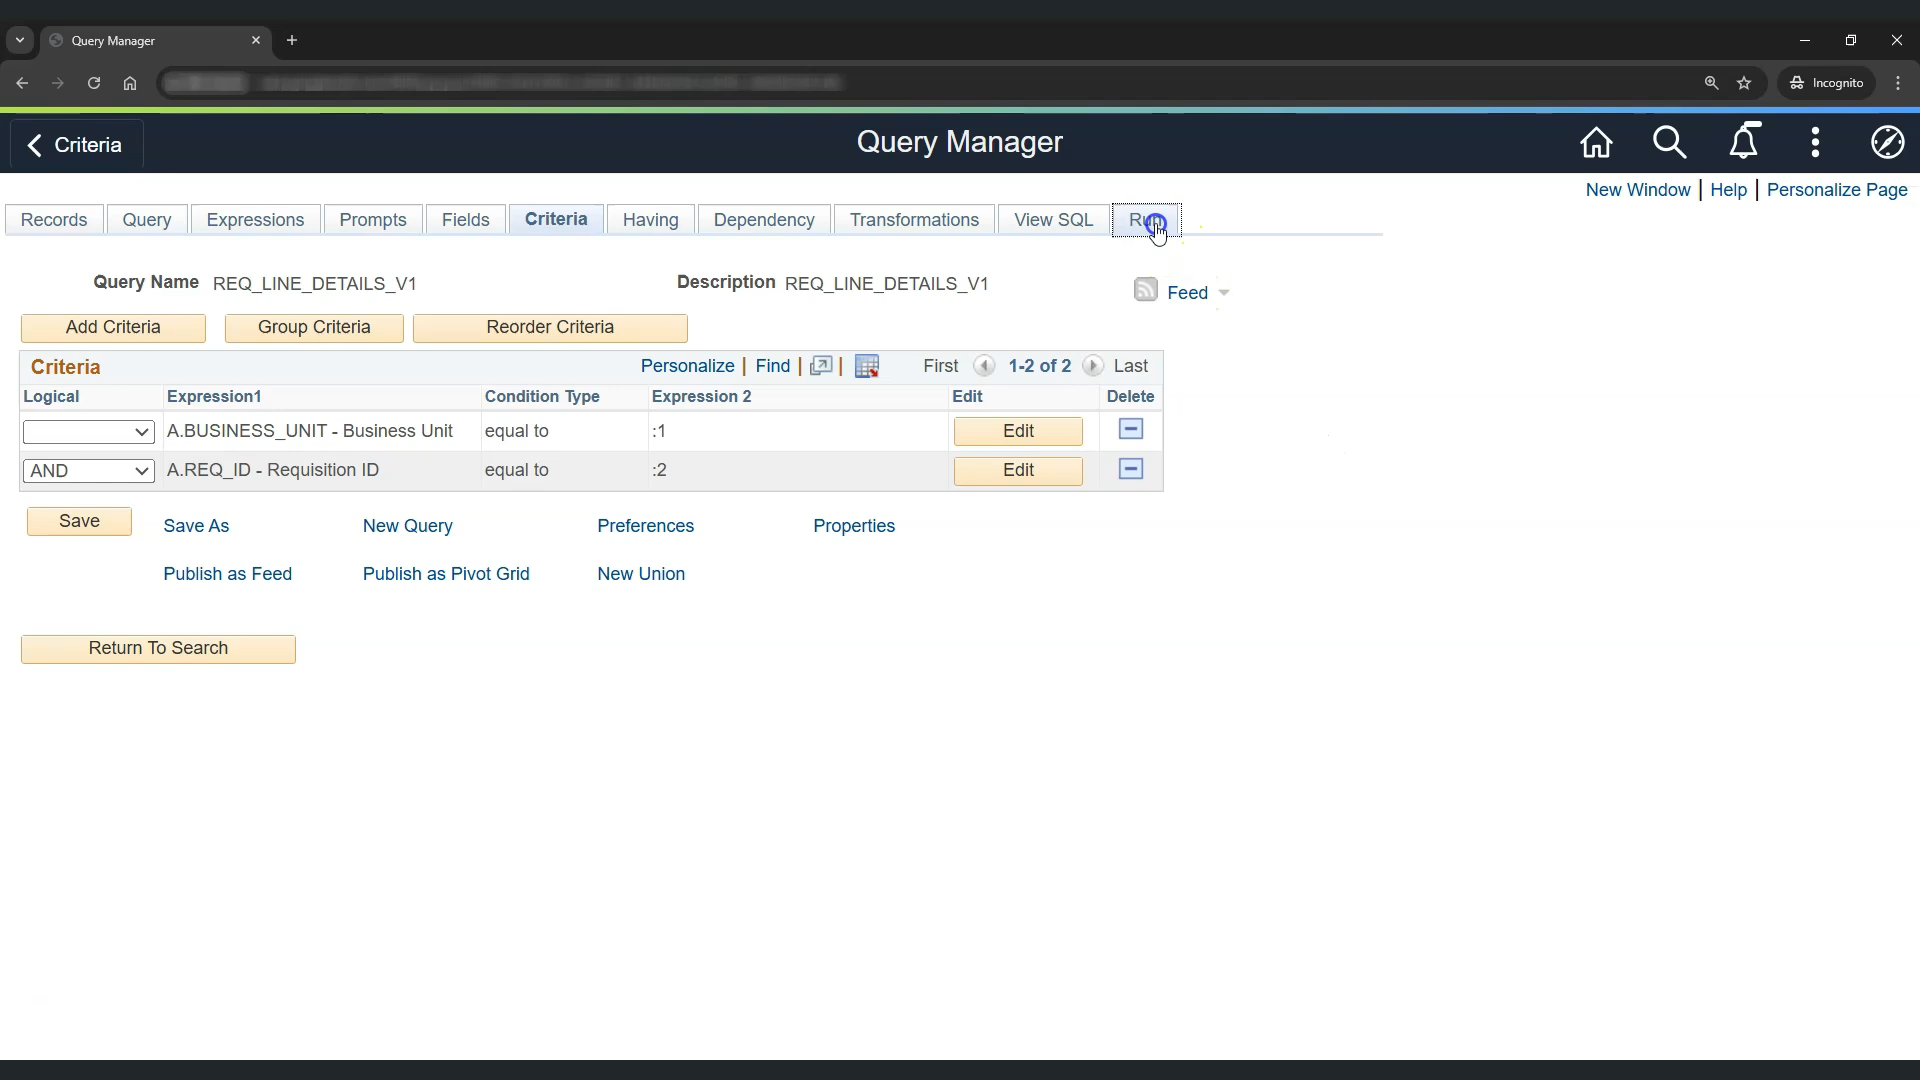 Query Manager
Incognito
Criteria
Query Manager
New Window | Help | Personalize Page
Records
Query
Expressions
Prompts
Fields
Criteria
Having
Dependency
Transformations
View SQL
Run
Query Name REQ_LINE_DETAILS_V1
Description REQ_LINE_DETAILS_V1
Feed
Add Criteria
Group Criteria
Reorder Criteria
Criteria
Personalize | Find |
First
1-2 of 2
Last
Logical
Expression1
Condition Type
Expression 2
Edit
Delete
A.BUSINESS_UNIT - Business Unit
equal to
:1
Edit
AND
A.REQ_ID - Requisition ID
equal to
:2
Edit
Save
Save As
New Query
Preferences
Properties
Publish as Feed
Publish as Pivot Grid
New Union
Return To Search